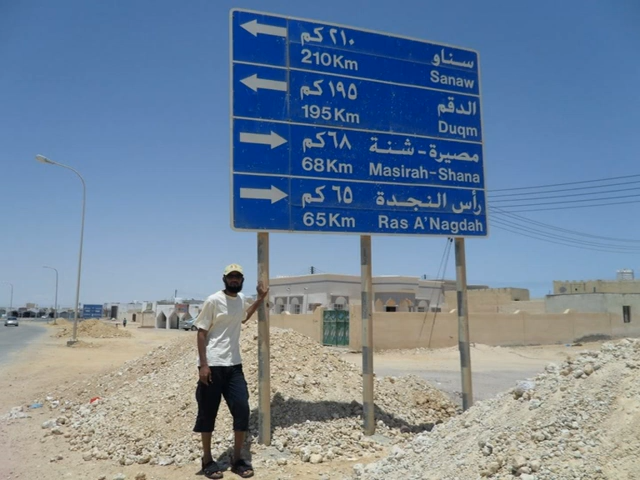 ٢١٠ كم سناو
210Km Sanaw
١٩٥ كم الدقم
195Km Duqm
٦٨ كم مصيرة - شنة
68Km Masirah-Shana
٦٥ كم رأس النجدة
65Km Ras A'Nagdah